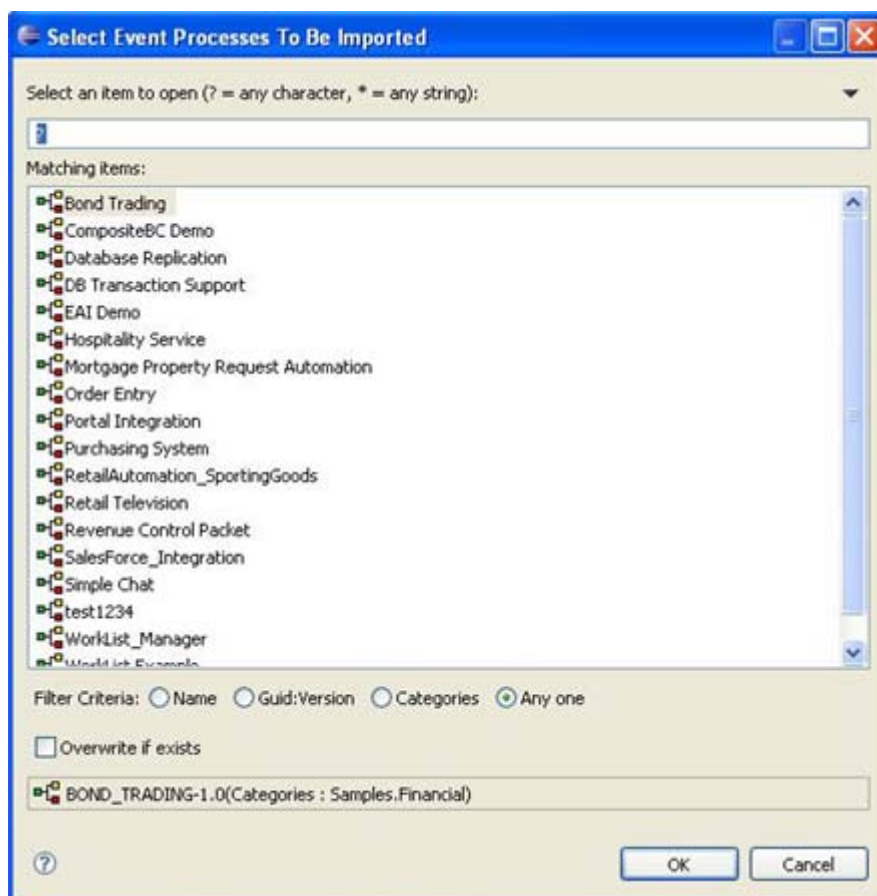 Select Event Processes To Be Imported
Select an item to open (? = any character, * = any string):
?
Matching items:
Bond Trading
CompositeBC Demo
Database Replication
DB Transaction Support
EAI Demo
Hospitality Service
Mortgage Property Request Automation
Order Entry
Portal Integration
Purchasing System
RetailAutomation_SportingGoods
Retail Television
Revenue Control Packet
SalesForce_Integration
Simple Chat
test1234
WorkList_Manager
WorkList Example
Filter Criteria: Name Guid:Version Categories Any one
Overwrite if exists
BOND_TRADING-1.0(Categories : Samples.Financial)
? OK Cancel